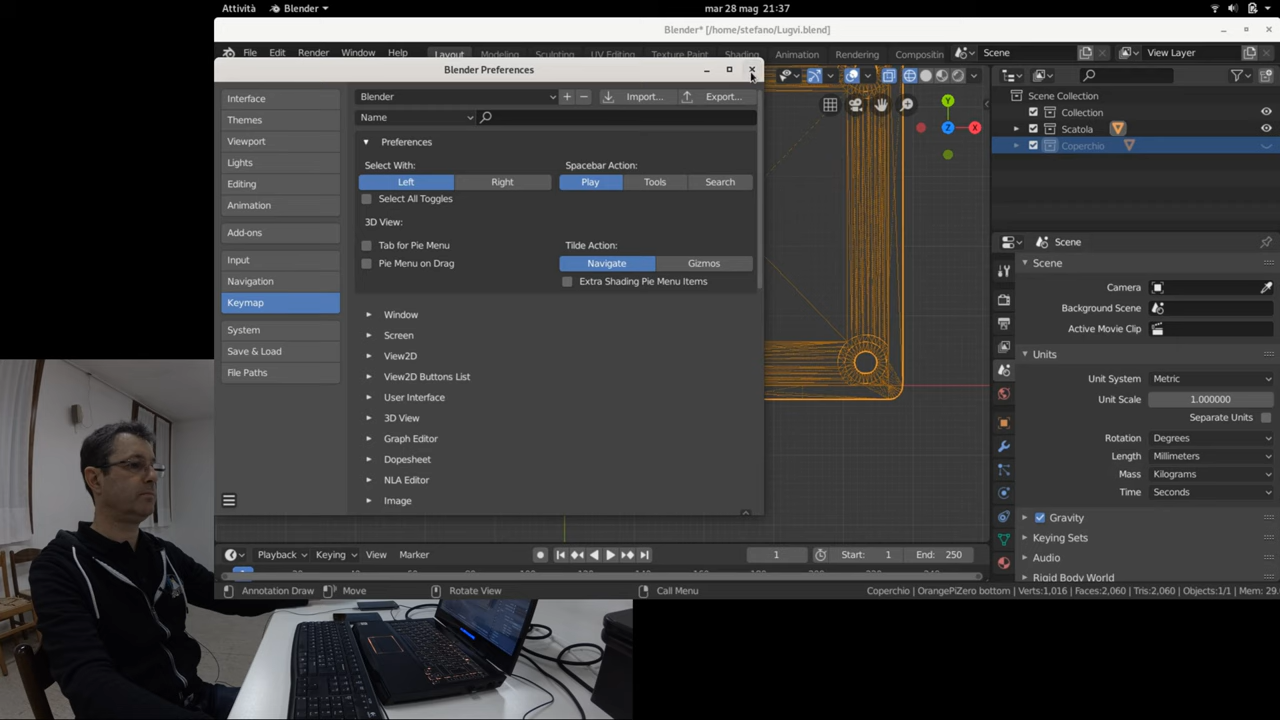 Attività
Blender
mar 28 mag 21:37
Blender* [/home/stefano/Lugvi.blend]
File Edit Render Window Help
Layout Modeling Sculpting UV Editing Texture Paint Shading Animation Rendering Compositin
Scene
View Layer
Blender Preferences
Interface
Themes
Viewport
Lights
Editing
Animation
Add-ons
Input
Navigation
Keymap
System
Save & Load
File Paths
Blender
Import...
Export...
Name
Preferences
Select With:
Spacebar Action:
Left Right
Play Tools Search
Select All Toggles
3D View:
Tab for Pie Menu
Tilde Action:
Pie Menu on Drag
Navigate Gizmos
Extra Shading Pie Menu Items
Window
Screen
View2D
View2D Buttons List
User Interface
3D View
Graph Editor
Dopesheet
NLA Editor
Image
Y
Z
X
Scene Collection
Collection
Scatola
Coperchio
Scene
Scene
Camera
Background Scene
Active Movie Clip
Units
Unit System Metric
Unit Scale 1.000000
Separate Units
Rotation Degrees
Length Millimeters
Mass Kilograms
Time Seconds
Gravity
Keying Sets
Audio
Rigid Body World
Playback Keying View Marker
1
Start: 1
End: 250
Annotation Draw
Move
Rotate View
Call Menu
Coperchio | OrangePiZero bottom | Verts:1,016 | Faces:2,060 | Tris:2,060 | Objects:1/1 | Mem: 29.